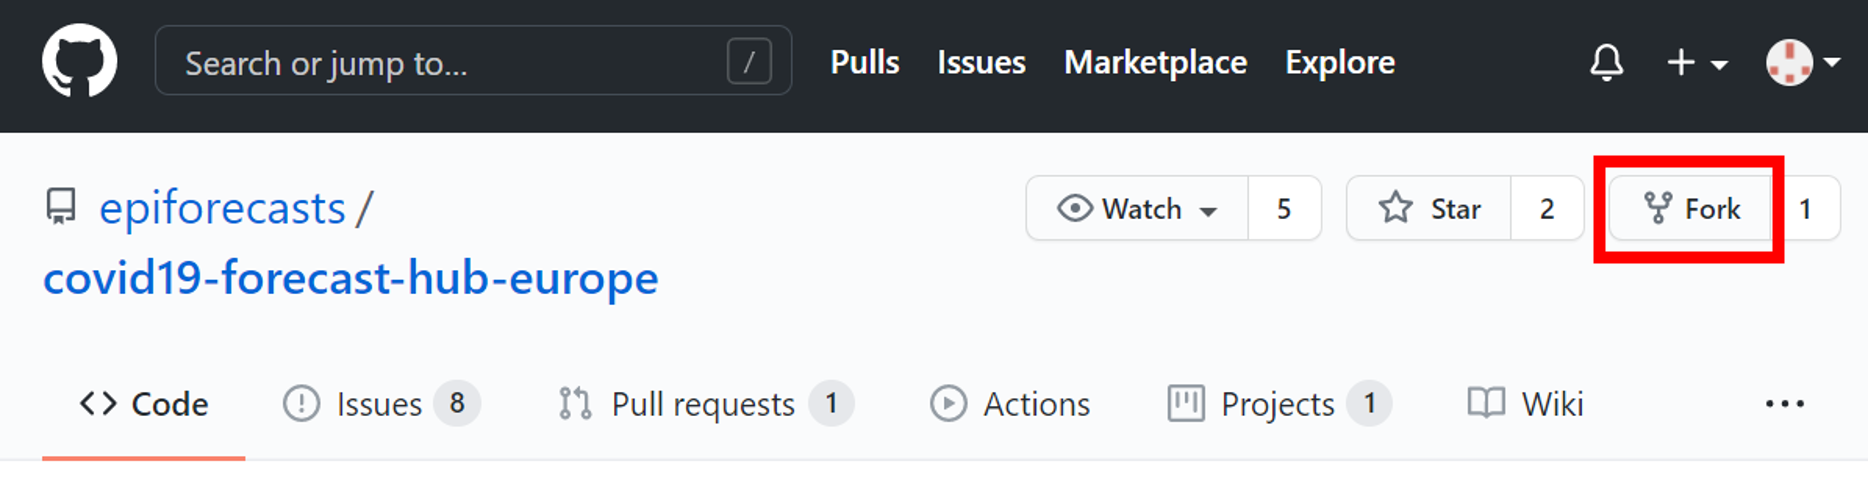 Search or jump to... / Pulls Issues Marketplace Explore
epiforecasts / Watch 5 Star 2 Fork 1
covid19-forecast-hub-europe
Code Issues 8 Pull requests 1 Actions Projects 1 Wiki ...